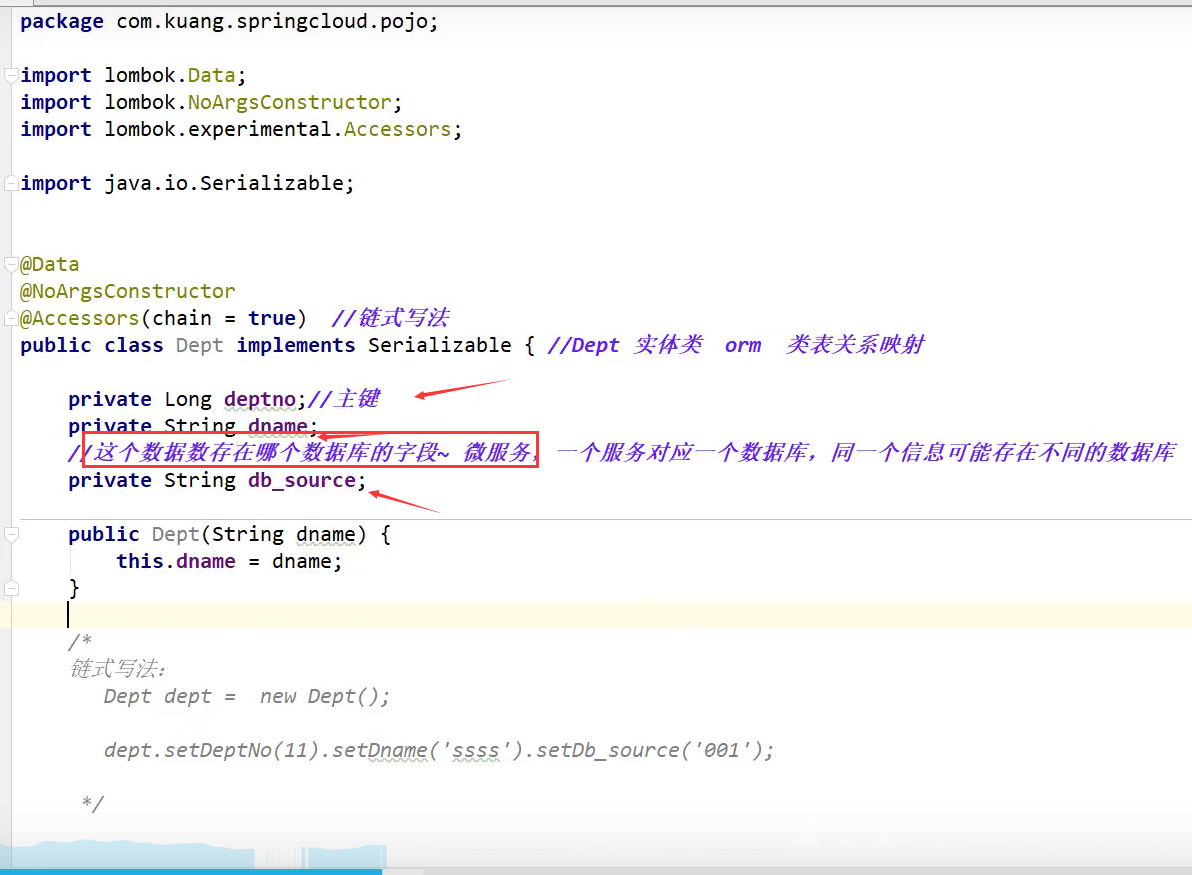 package com.kuang.springcloud.pojo;
import lombok.Data;
import lombok.NoArgsConstructor;
import lombok.experimental.Accessors;
import java.io.Serializable;
@Data
@NoArgsConstructor
@Accessors(chain = true)  //链式写法
public class Dept implements Serializable { //Dept 实体类  orm  类表关系映射
private Long deptno;//主键
private String dname;
//这个数据数存在哪个数据库的字段~ 微服务，一个服务对应一个数据库，同一个信息可能存在不同的数据库
private String db_source;
public Dept(String dname) {
this.dname = dname;
}
/*
链式写法：
Dept dept =  new Dept();
dept.setDeptNo(11).setDname('ssss').setDb_source('001');
*/